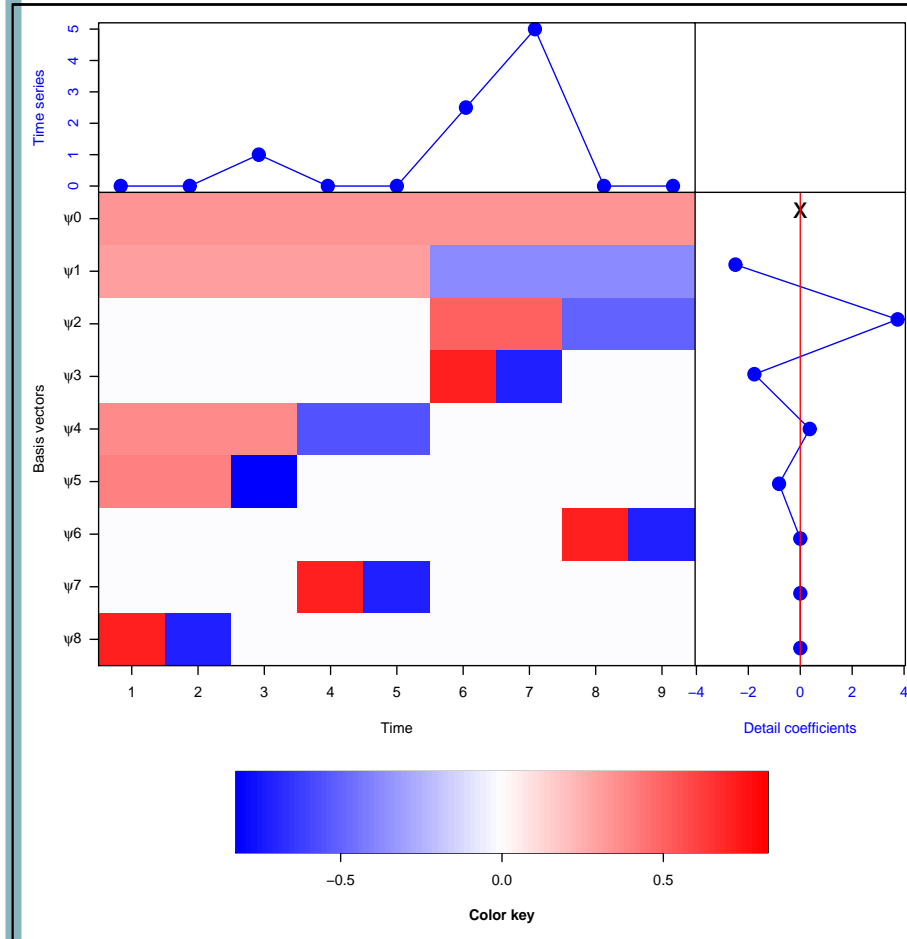 Time series
5
4
3
2
1
0
Basis vectors
ψ0
ψ1
ψ2
ψ3
ψ4
ψ5
ψ6
ψ7
ψ8
X
1 2 3 4 5 6 7 8 9
−4 −2 0 2 4
Time
Detail coefficients
−0.5 0.0 0.5
Color key